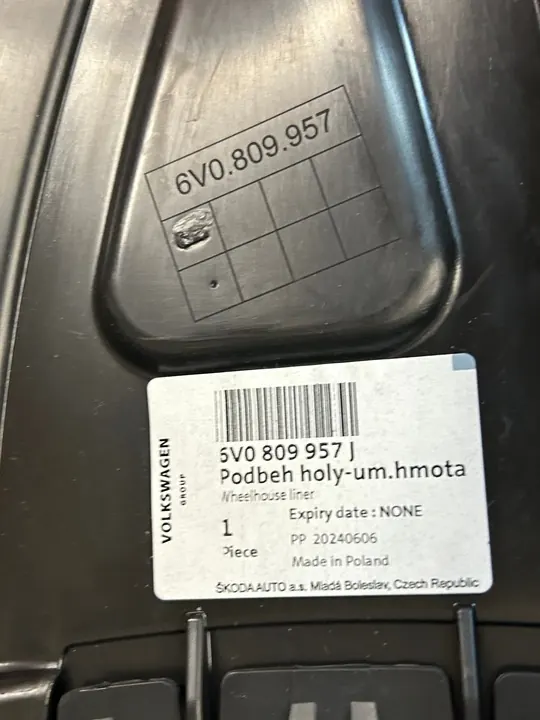 6V0.809.957
VOLKSWAGEN
GROUP
6V0 809 957 J
Podbeh holy-um.hmota
Wheelhouse liner
1
Piece
Expiry date : NONE
PP 20240606
Made in Poland
ŠKODA AUTO a.s. Mladá Boleslav, Czech Republic